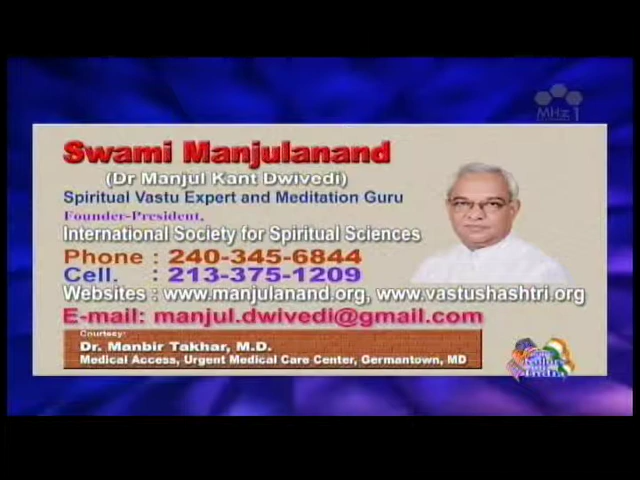 MHz1
Swami Manjulanand
(Dr Manjul Kant Dwivedi)
Spiritual Vastu Expert and Meditation Guru
Founder-President,
International Society for Spiritual Sciences
Phone : 240-345-6844
Cell. : 213-375-1209
Websites : www.manjulanand.org, www.vastushashtri.org
E-mail: manjul.dwivedi@gmail.com
Courtesy:
Dr. Manbir Takhar, M.D.
Medical Access, Urgent Medical Care Center, Germantown, MD